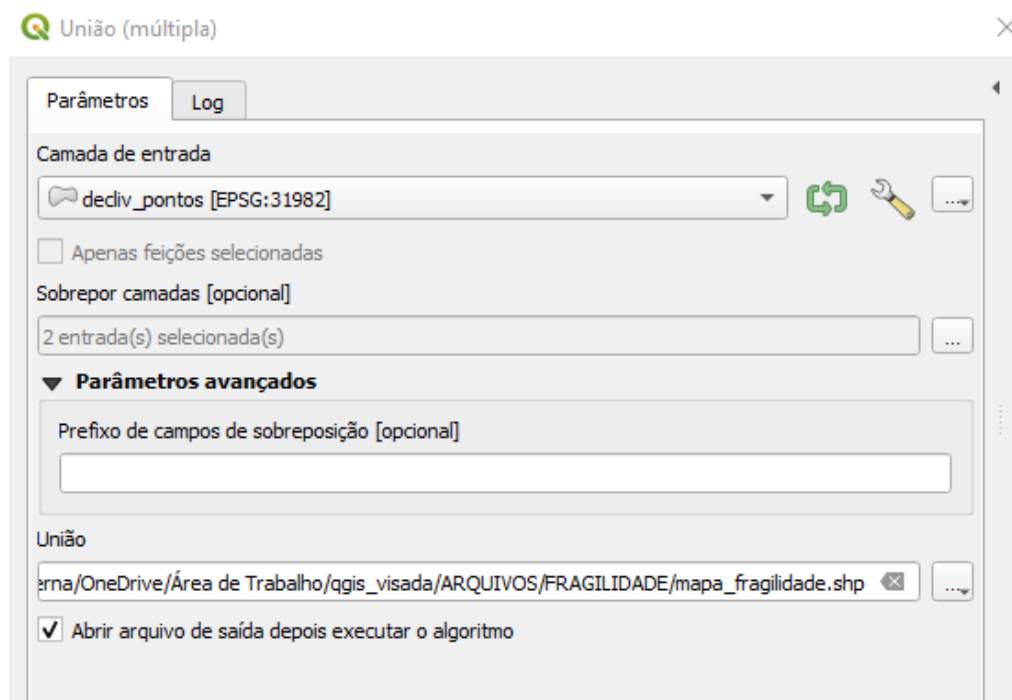 União (múltipla)
Parâmetros Log
Camada de entrada
decliv_pontos [EPSG:31982]
...
Apenas feições selecionadas
Sobrepor camadas [opcional]
2 entrada(s) selecionada(s)
...
Parâmetros avançados
Prefixo de campos de sobreposição [opcional]
União
erna/OneDrive/Área de Trabalho/qgis_visada/ARQUIVOS/FRAGILIDADE/mapa_fragilidade.shp
...
Abrir arquivo de saída depois executar o algoritmo